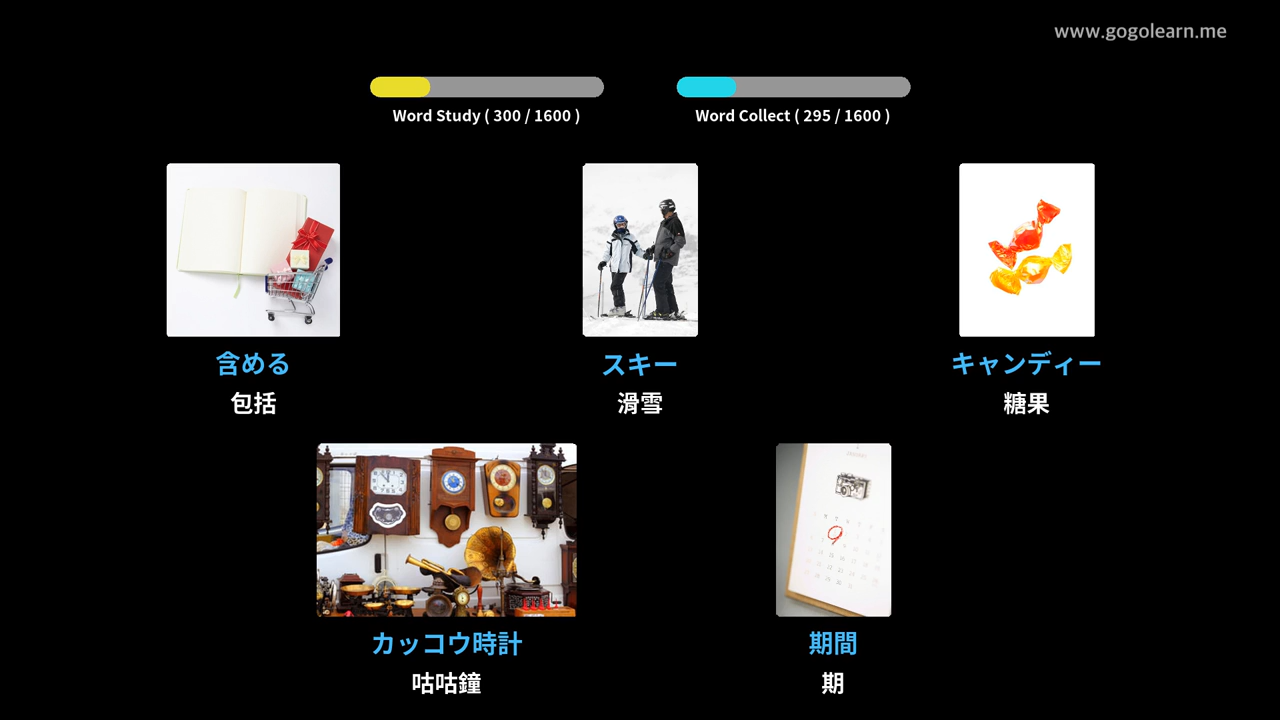 www.gogolearn.me
Word Study ( 300 / 1600 )
Word Collect ( 295 / 1600 )
含める
スキー
キャンディー
包括
滑雪
糖果
カッコウ時計
期間
咕咕鐘
期